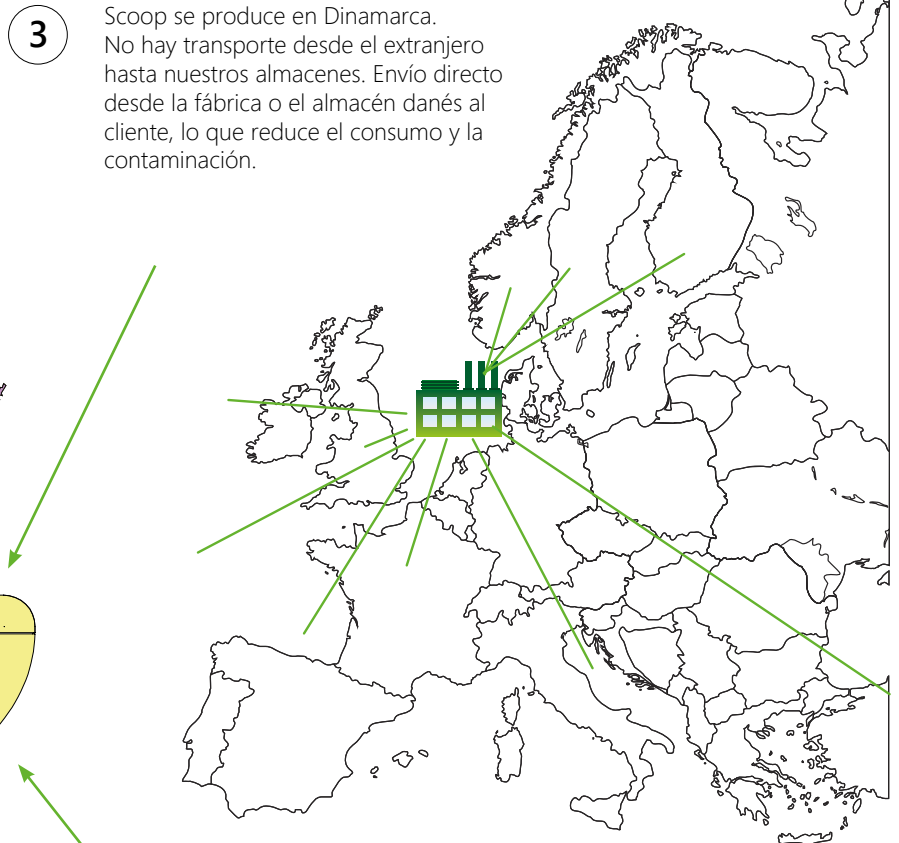 3
Scoop se produce en Dinamarca.
No hay transporte desde el extranjero
hasta nuestros almacenes. Envío directo
desde la fábrica o el almacén danés al
cliente, lo que reduce el consumo y la
contaminación.